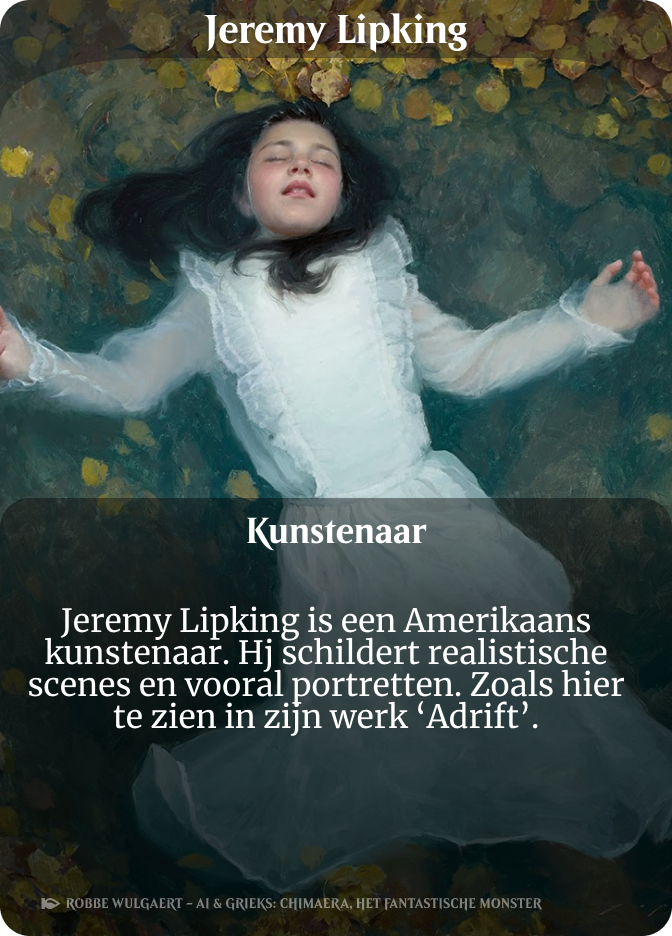 Jeremy Lipking
Kunstenaar
Jeremy Lipking is een Amerikaans
kunstenaar. Hj schildert realistische
scenes en vooral portretten. Zoals hier
te zien in zijn werk ‘Adrift’.
ROBBE WULGAERT – AI & GRIEKS: CHIMAERA, HET FANTASTISCHE MONSTER